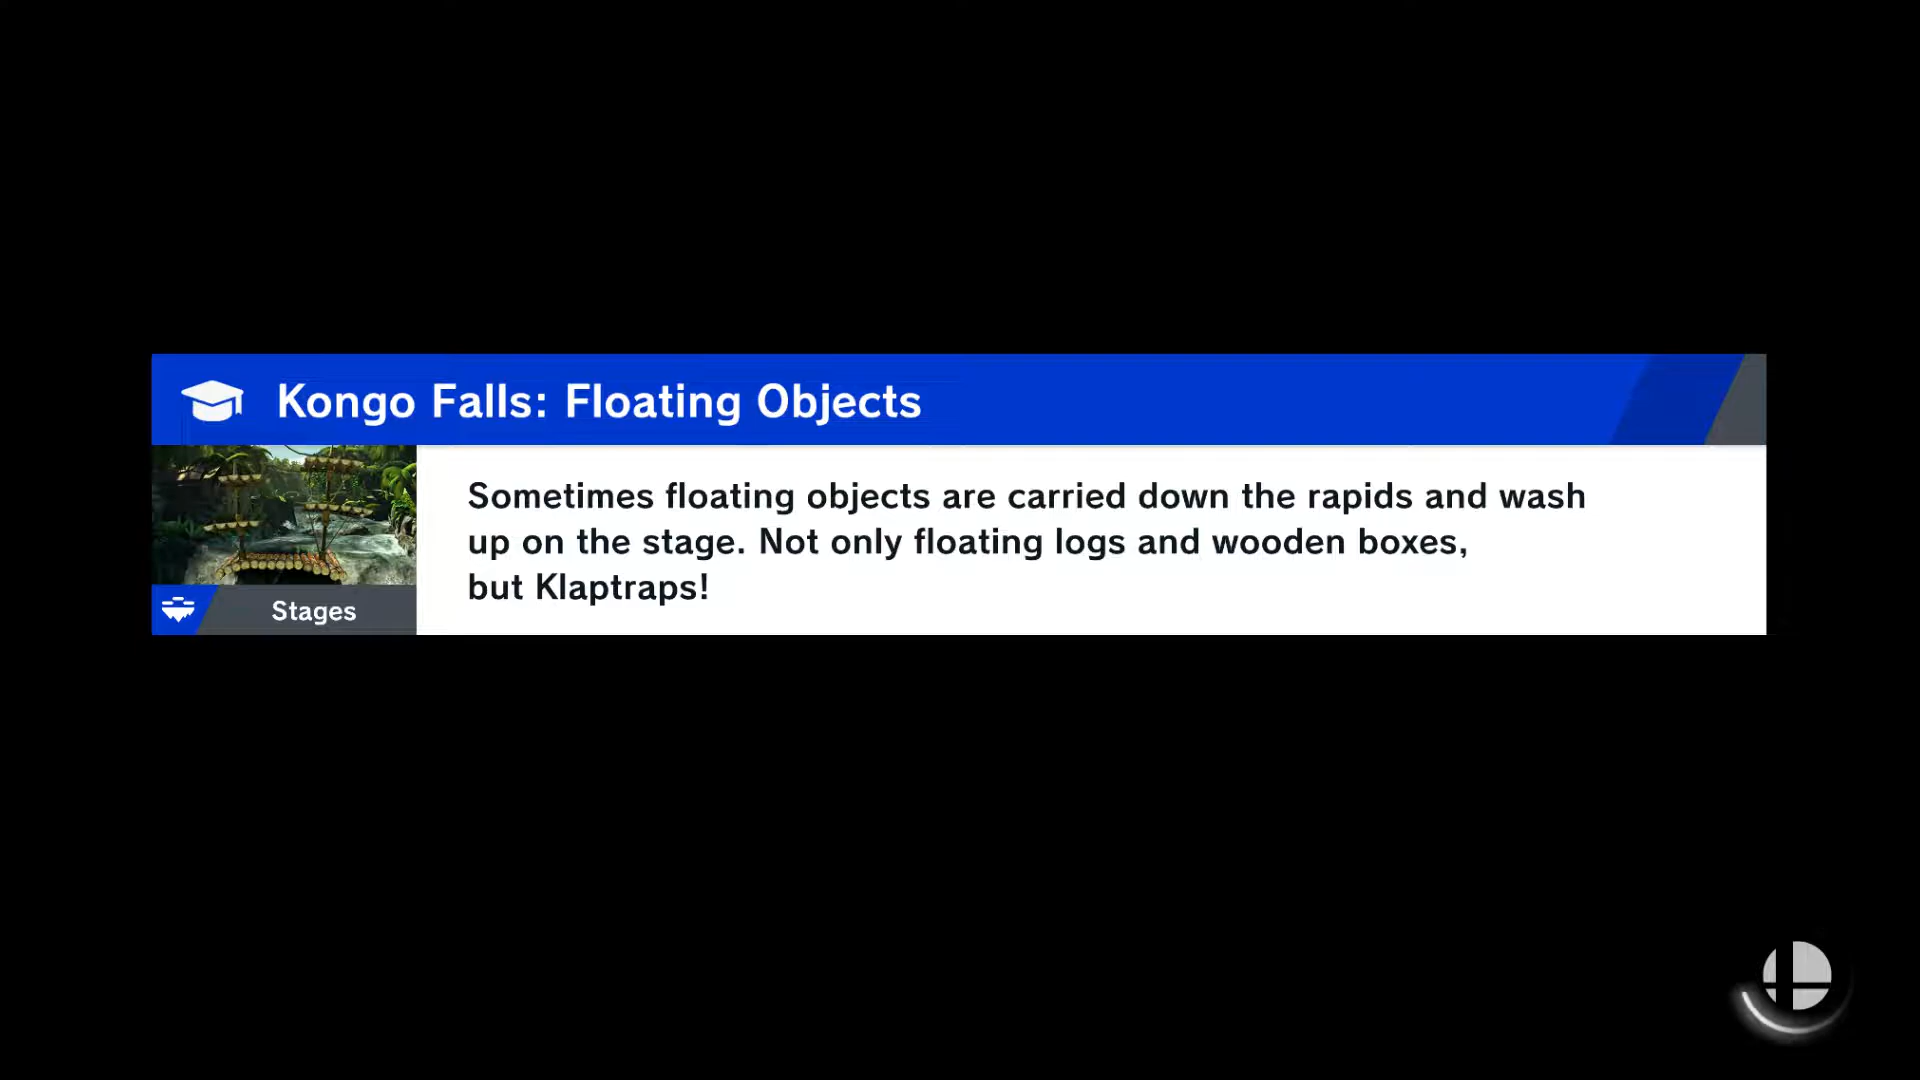 Kongo Falls: Floating Objects
Sometimes floating objects are carried down the rapids and wash
up on the stage. Not only floating logs and wooden boxes,
but Klaptraps!
Stages